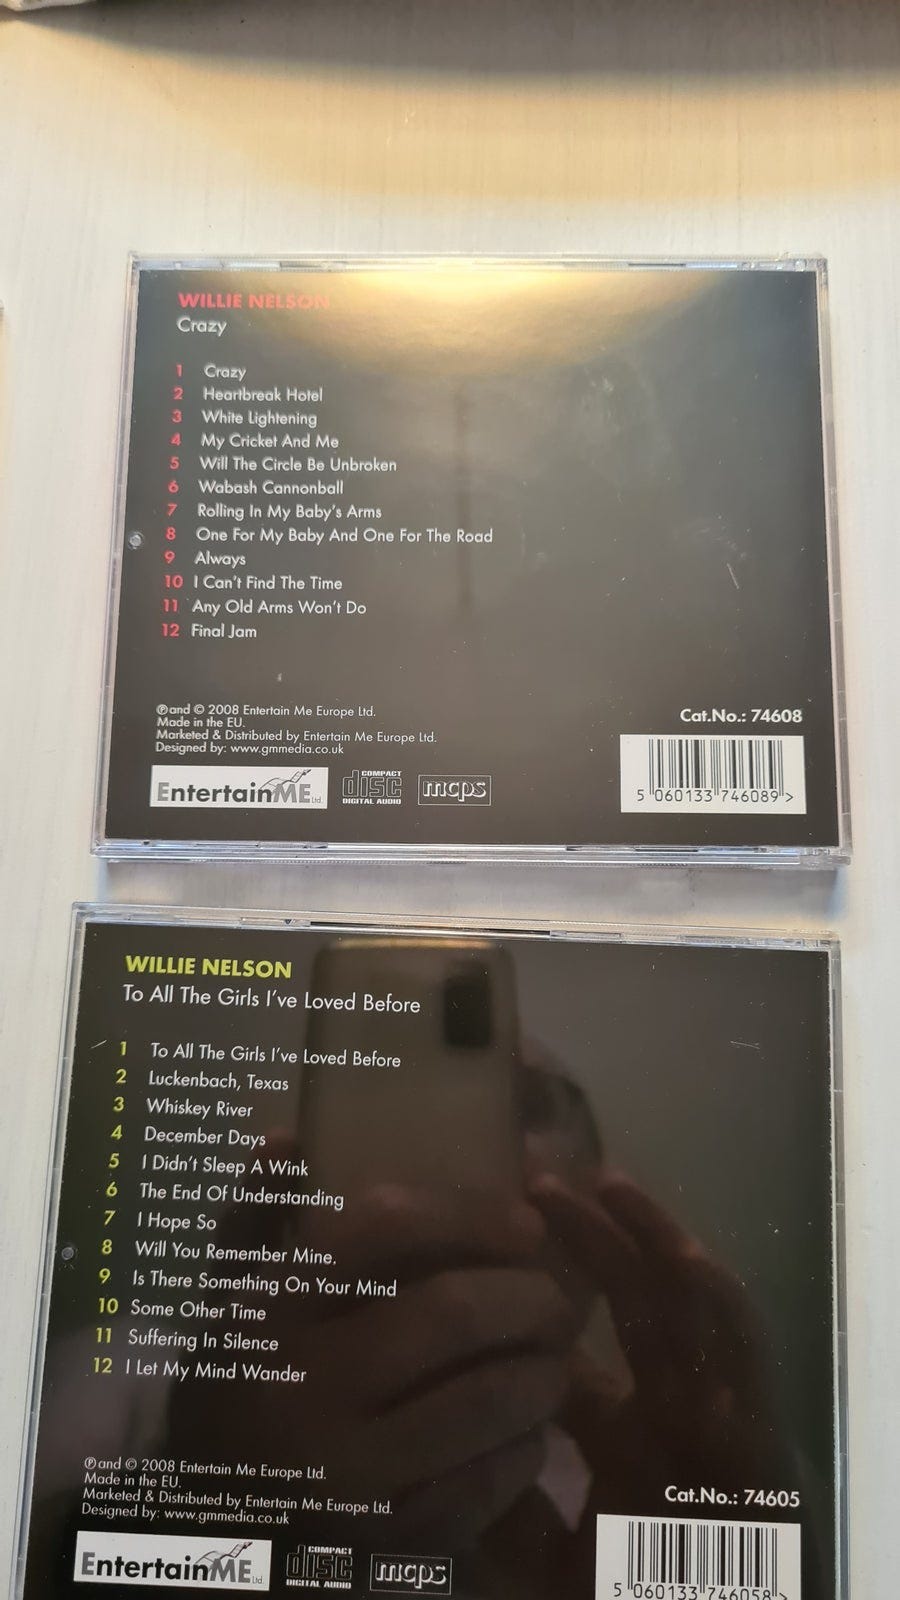 WILLIE NELSON
Crazy
1 Crazy
2 Heartbreak Hotel
3 White Lightening
4 My Cricket And Me
5 Will The Circle Be Unbroken
6 Wabash Cannonball
7 Rolling In My Baby's Arms
8 One For My Baby And One For The Road
9 Always
10 I Can't Find The Time
11 Any Old Arms Won't Do
12 Final Jam
℗and © 2008 Entertain Me Europe Ltd.
Made in the EU.
Marketed & Distributed by Entertain Me Europe Ltd.
Designed by: www.gmmedia.co.uk
Cat.No.: 74608
EntertainME Ltd.
COMPACT disc DIGITAL AUDIO
mcps
5 060133 746089 >
WILLIE NELSON
To All The Girls I've Loved Before
1 To All The Girls I've Loved Before
2 Luckenbach, Texas
3 Whiskey River
4 December Days
5 I Didn't Sleep A Wink
6 The End Of Understanding
7 I Hope So
8 Will You Remember Mine.
9 Is There Something On Your Mind
10 Some Other Time
11 Suffering In Silence
12 I Let My Mind Wander
℗and © 2008 Entertain Me Europe Ltd.
Made in the EU.
Marketed & Distributed by Entertain Me Europe Ltd.
Designed by: www.gmmedia.co.uk
Cat.No.: 74605
EntertainME Ltd.
COMPACT disc DIGITAL AUDIO
mcps
5 060133 746058 >